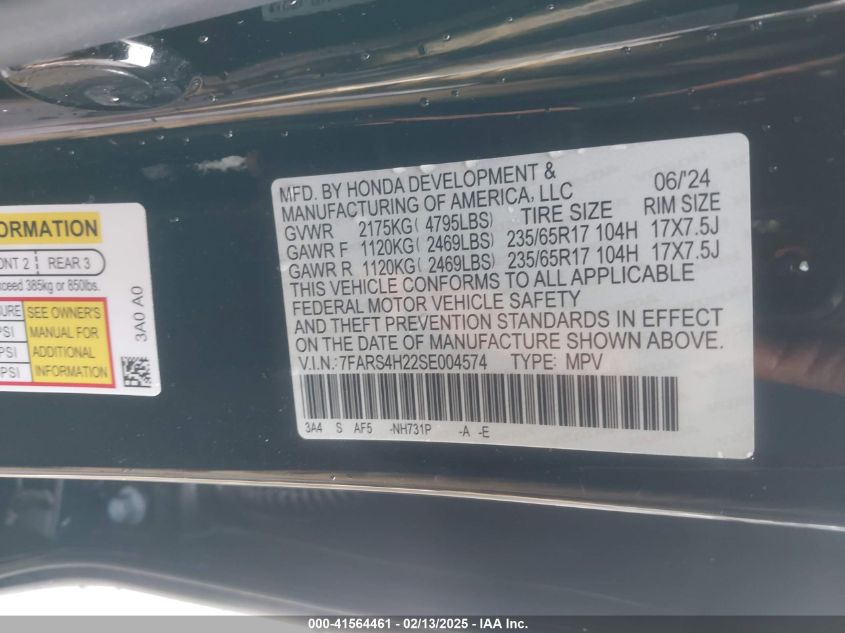 ORMATION
ONT 2 REAR 3
xceed 385kg or 850lbs.
SURE SEE OWNER'S
PSI MANUAL FOR
PSI ADDITIONAL
PSI INFORMATION
3A0 A0
MFD. BY HONDA DEVELOPMENT & 06/'24
MANUFACTURING OF AMERICA, LLC
TIRE SIZE RIM SIZE
GVWR 2175KG( 4795LBS)
GAWR F 1120KG( 2469LBS) 235/65R17 104H 17X7.5J
GAWR R 1120KG( 2469LBS) 235/65R17 104H 17X7.5J
THIS VEHICLE CONFORMS TO ALL APPLICABLE
FEDERAL MOTOR VEHICLE SAFETY
AND THEFT PREVENTION STANDARDS IN EFFECT
ON THE DATE OF MANUFACTURE SHOWN ABOVE.
V.I.N.:7FARS4H22SE004574 TYPE: MPV
3A4 S AF5 -NH731P -A -E
000-41564461 - 02/13/2025 - IAA Inc.